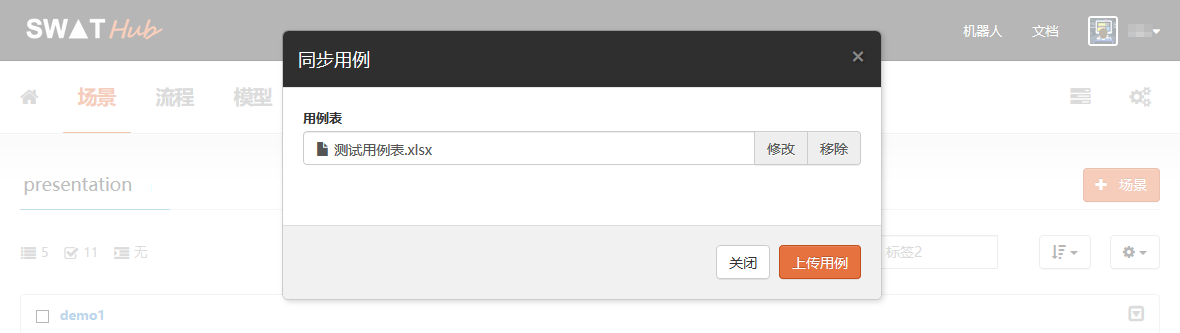 SWAT Hub
机器人 文档
同步用例 ×
场景 流程 模型
用例表
测试用例表.xlsx 修改 移除
presentation
+ 场景
5 11 无
标签2
关闭 上传用例
demo1